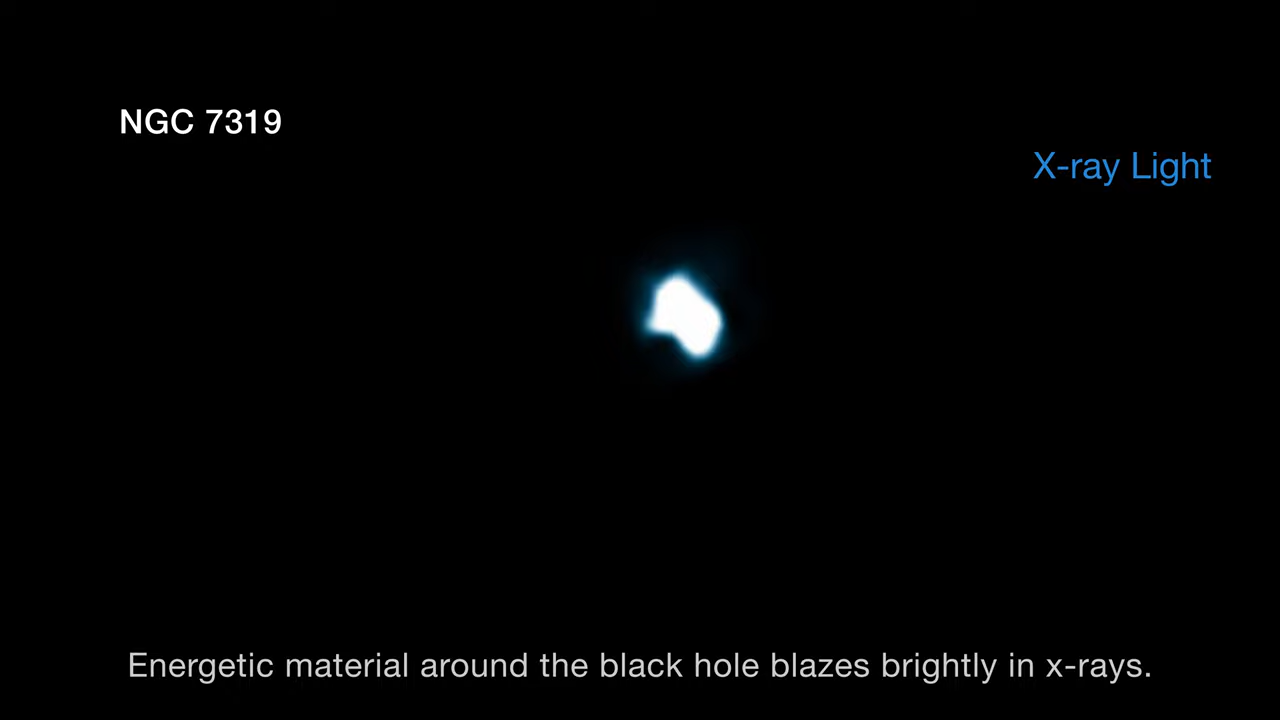 NGC 7319
X-ray Light
Energetic material around the black hole blazes brightly in x-rays.